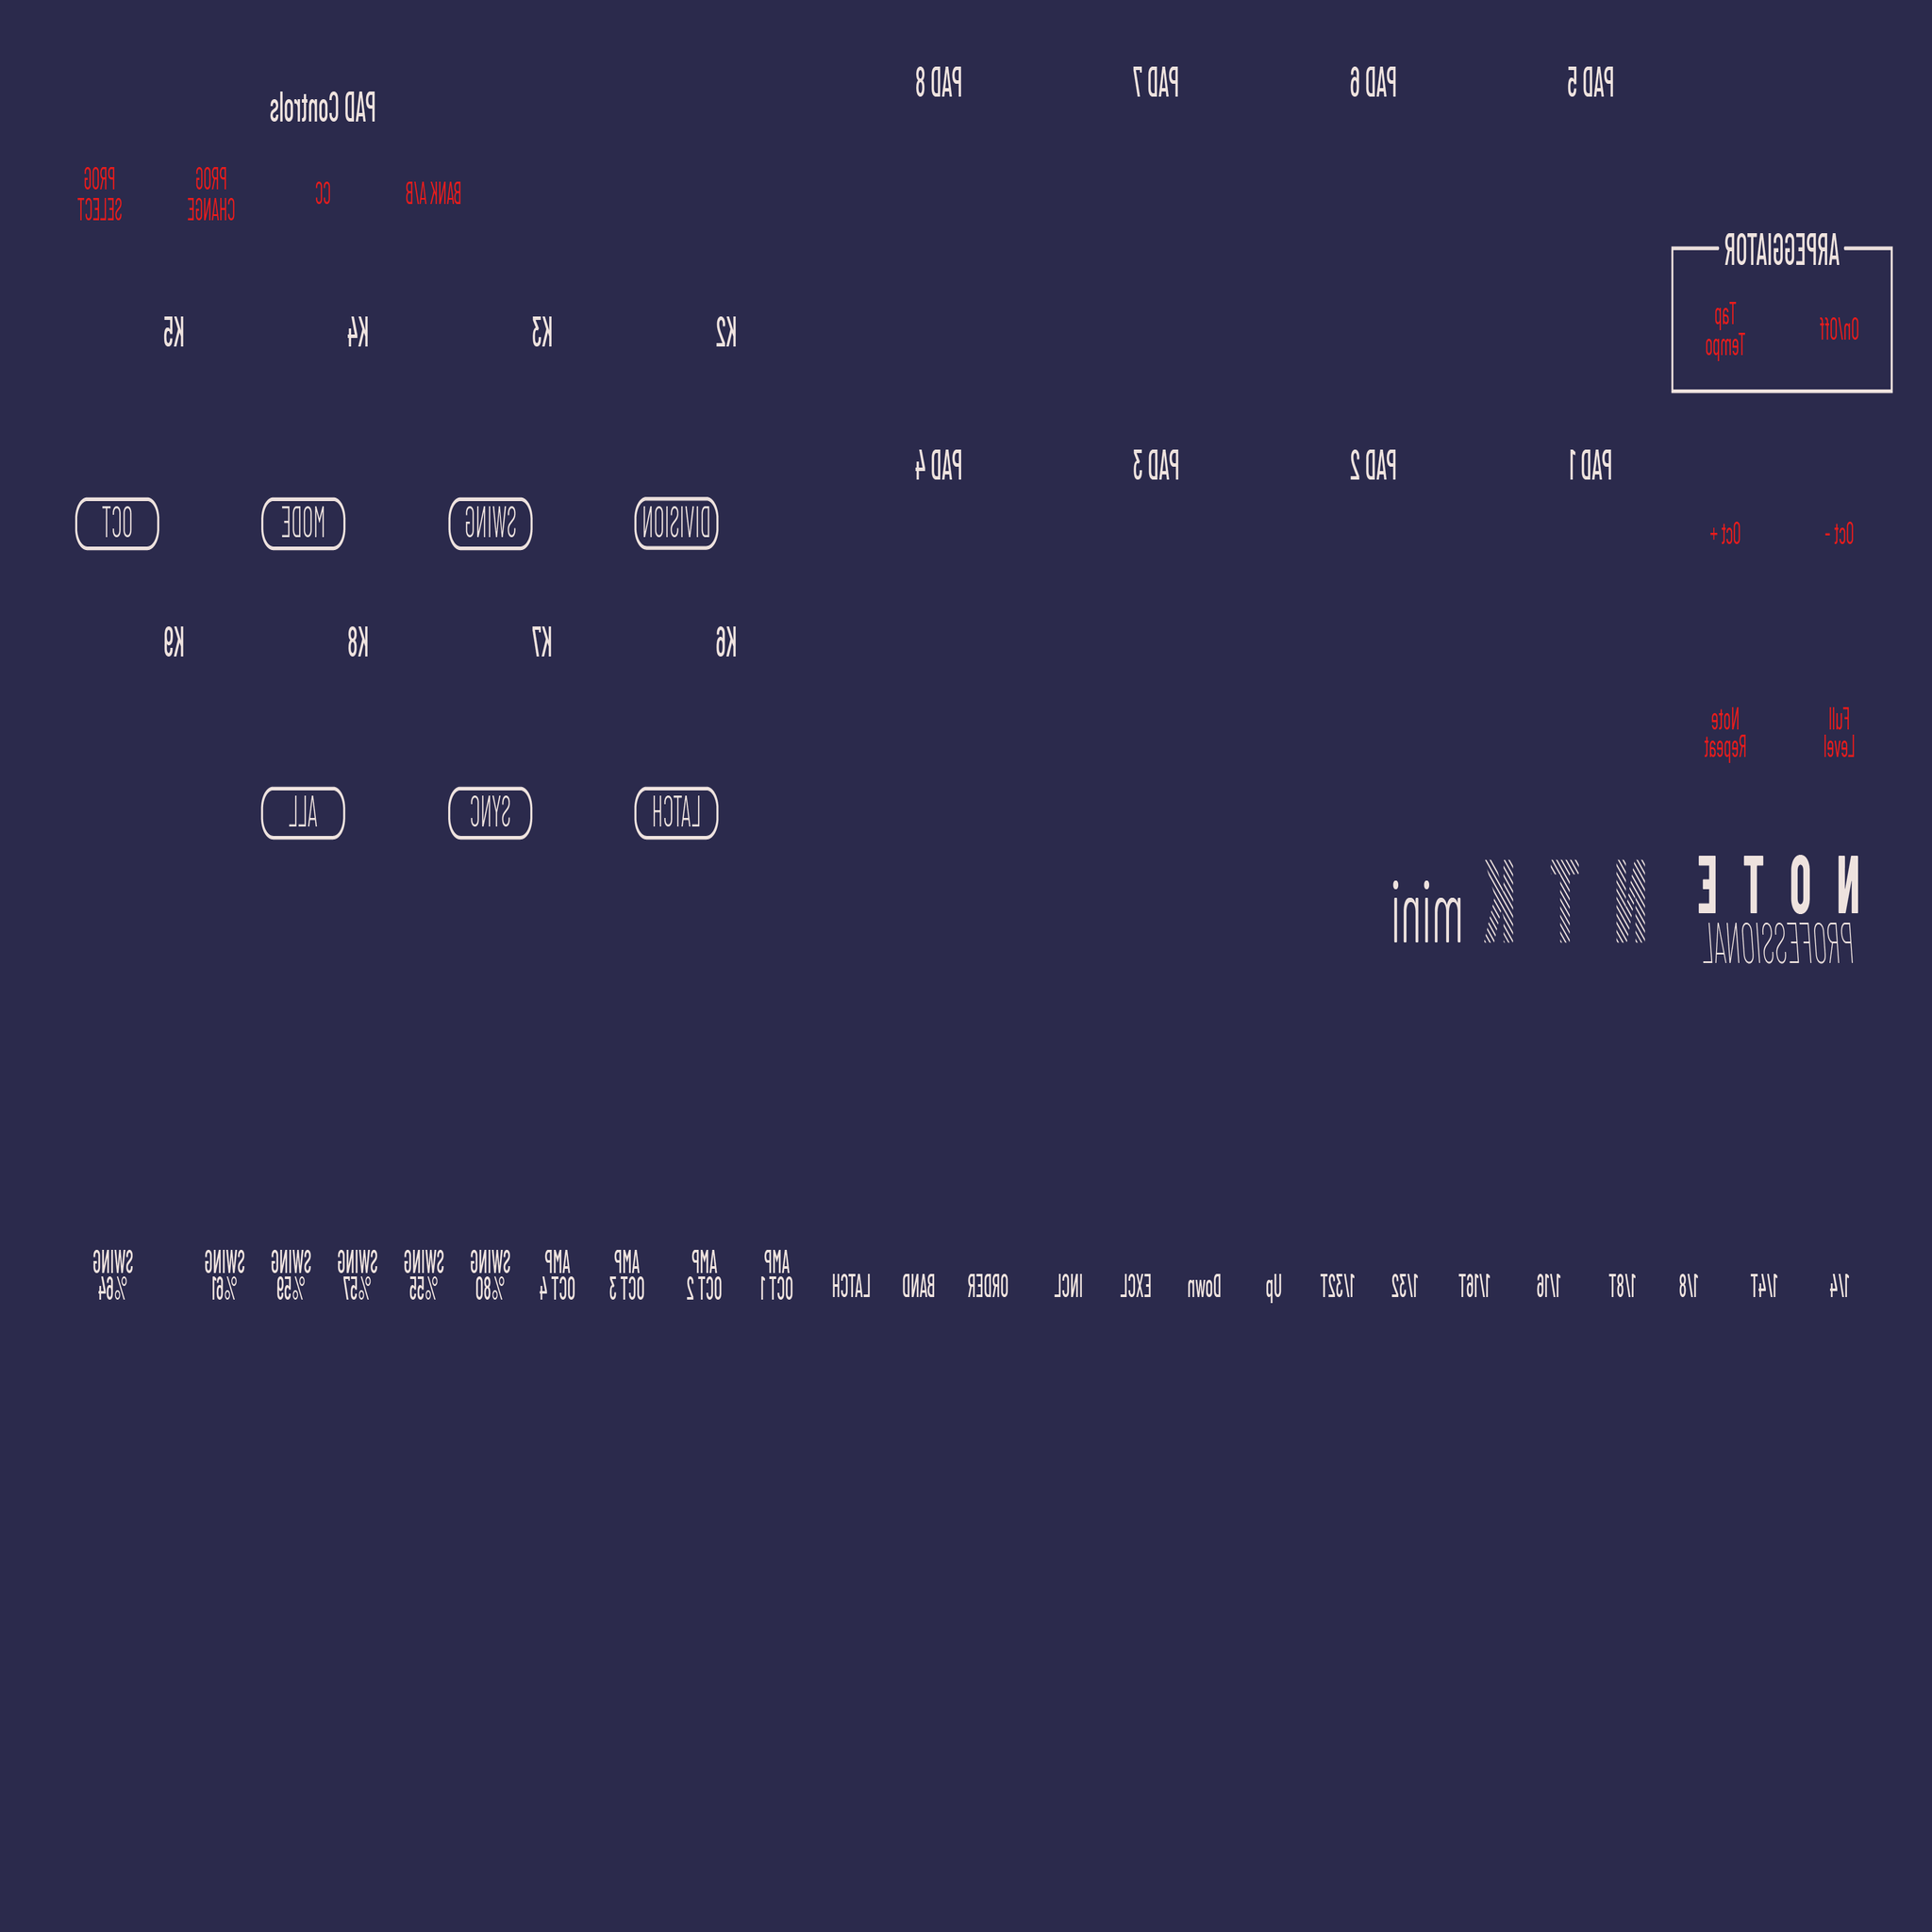 PAD 5 PAD 6 PAD 7 PAD 8
PAD Controls
BANK A/B
CC
PROG
CHANGE
PROG
SELECT
ARPEGGIATOR
On/Off
Tap
Tempo
K2 K3 K4 K5
PAD 1 PAD 2 PAD 3 PAD 4
DIVISION SWING MODE OCT
Oct - Oct +
K6 K7 K8 K9
Full
Level
Note
Repeat
LATCH SYNC ALL
NOTE
PROFESSIONAL
NTK mini
1/4 1/4T 1/8 1/8T 1/16 1/16T 1/32 1/32T Up Down EXCL INCL ORDER BAND LATCH
AMP
OCT 1
AMP
OCT 2
AMP
OCT 3
AMP
OCT 4
SWING
%80
SWING
%55
SWING
%57
SWING
%59
SWING
%61
SWING
%64